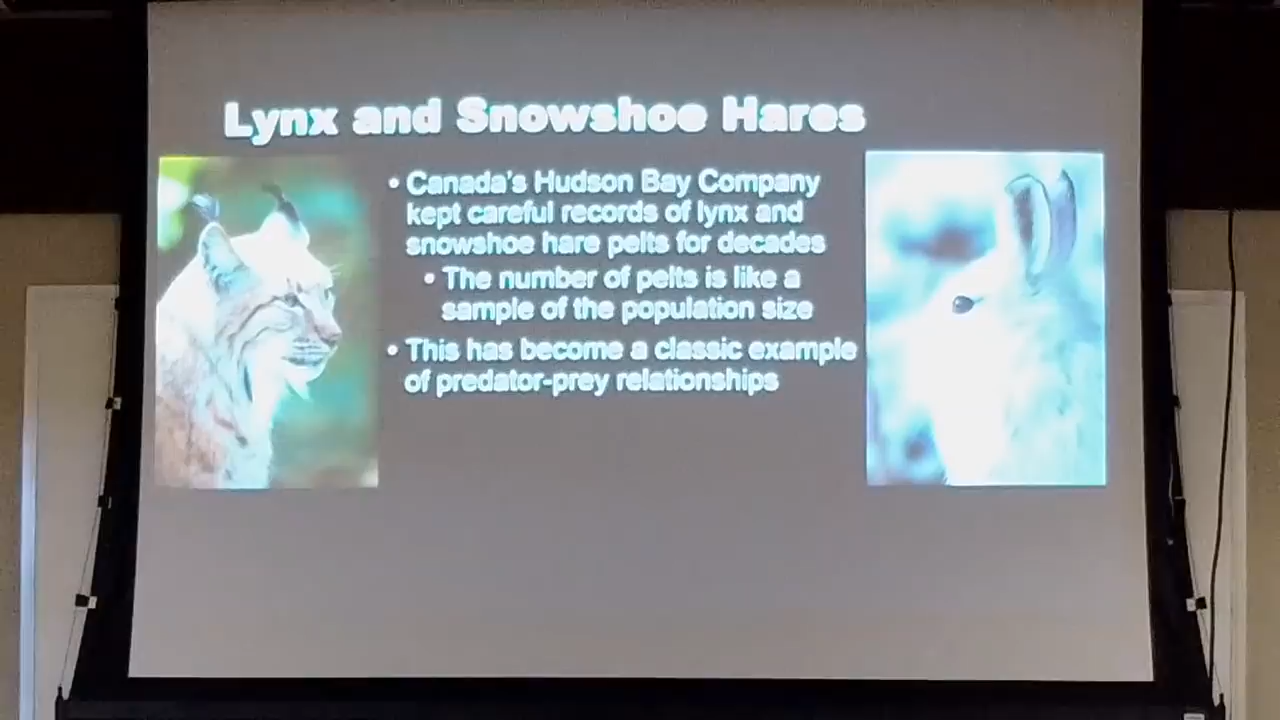 Lynx and Snowshoe Hares
• Canada's Hudson Bay Company
kept careful records of lynx and
snowshoe hare pelts for decades
• The number of pelts is like a
sample of the population size
• This has become a classic example
of predator-prey relationships